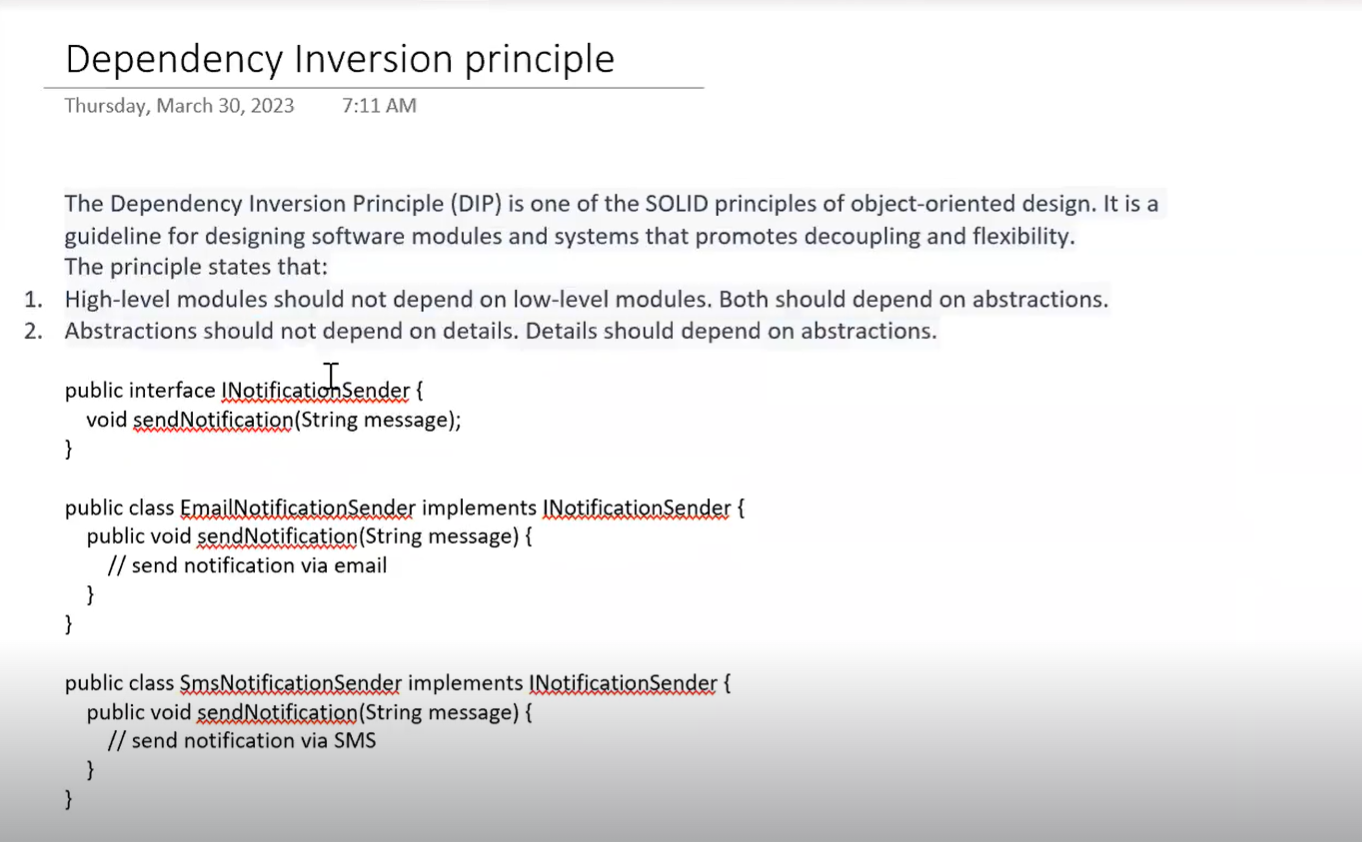 Dependency Inversion principle
Thursday, March 30, 2023 7:11 AM
The Dependency Inversion Principle (DIP) is one of the SOLID principles of object-oriented design. It is a
guideline for designing software modules and systems that promotes decoupling and flexibility.
The principle states that:
1. High-level modules should not depend on low-level modules. Both should depend on abstractions.
2. Abstractions should not depend on details. Details should depend on abstractions.
public interface INotificationSender {
void sendNotification(String message);
}
public class EmailNotificationSender implements INotificationSender {
public void sendNotification(String message) {
// send notification via email
}
}
public class SmsNotificationSender implements INotificationSender {
public void sendNotification(String message) {
// send notification via SMS
}
}